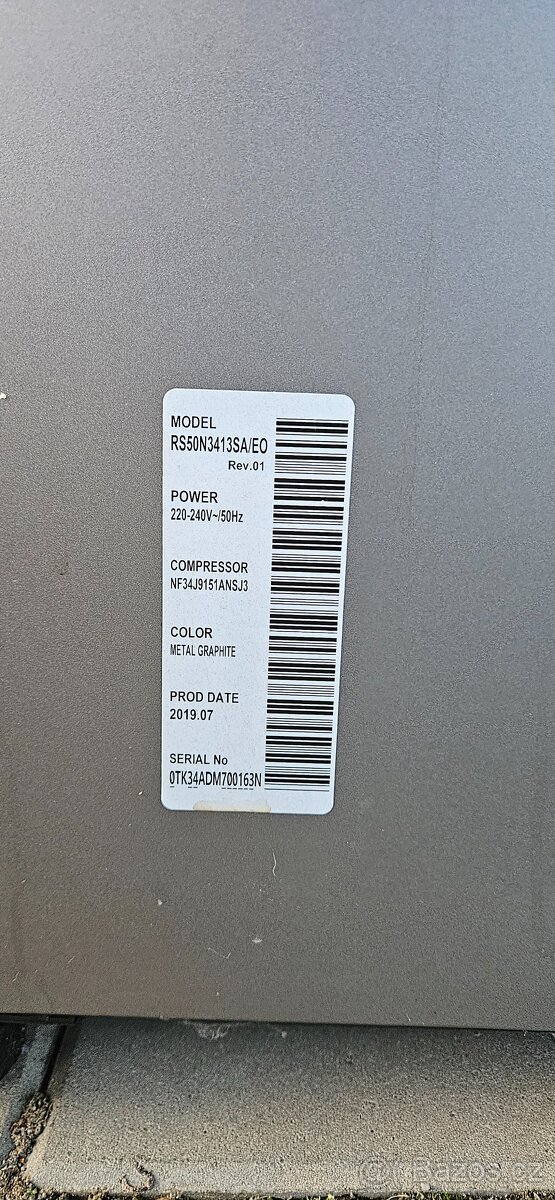 MODEL
RS50N3413SA/EO
Rev.01
POWER
220-240V~/50Hz
COMPRESSOR
NF34J9151ANSJ3
COLOR
METAL GRAPHITE
PROD DATE
2019.07
SERIAL No
0TK34ADM700163N
Bazos.cz